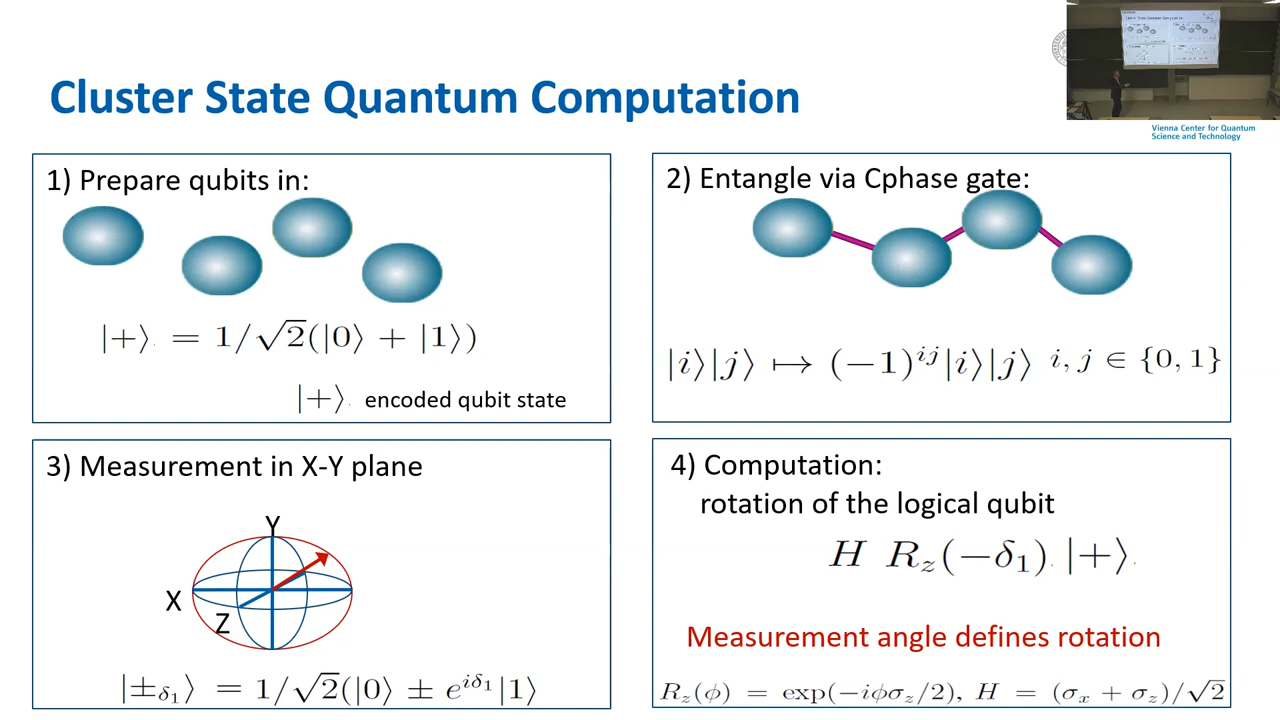 Cluster State Quantum Computation
Vienna Center for Quantum
Science and Technology
1) Prepare qubits in:
|+⟩ = 1/√2(|0⟩ + |1⟩)
|+⟩ encoded qubit state
2) Entangle via Cphase gate:
|i⟩|j⟩ ↦ (−1)^{ij}|i⟩|j⟩ i, j ∈ {0, 1}
3) Measurement in X-Y plane
Y
X
Z
|±_{δ₁}⟩ = 1/√2(|0⟩ ± e^{iδ₁}|1⟩
4) Computation:
rotation of the logical qubit
H R_z(−δ₁) |+⟩
Measurement angle defines rotation
R_z(ϕ) = exp(−iϕσ_z/2), H = (σ_x + σ_z)/√2